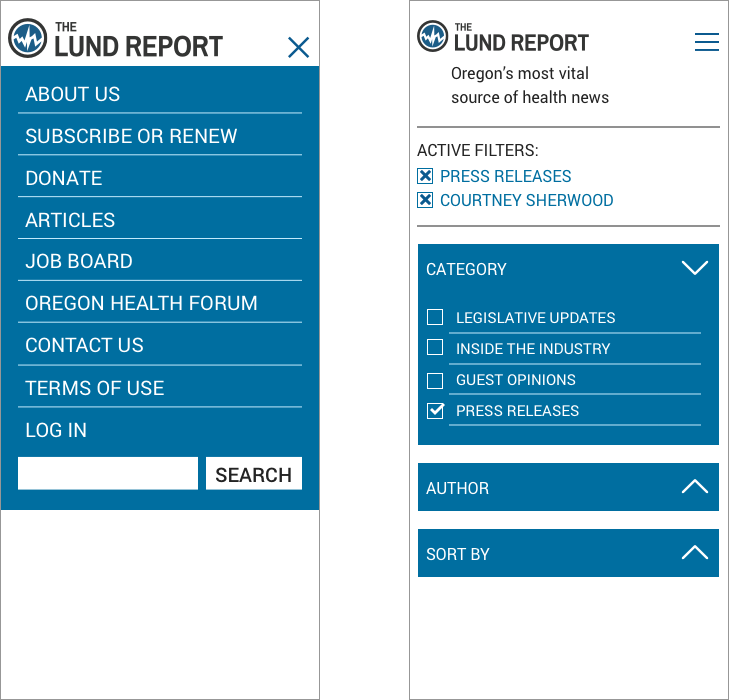 THE
LUND REPORT
ABOUT US
SUBSCRIBE OR RENEW
DONATE
ARTICLES
JOB BOARD
OREGON HEALTH FORUM
CONTACT US
TERMS OF USE
LOG IN
SEARCH
THE
LUND REPORT
Oregon’s most vital
source of health news
ACTIVE FILTERS:
PRESS RELEASES
COURTNEY SHERWOOD
CATEGORY
LEGISLATIVE UPDATES
INSIDE THE INDUSTRY
GUEST OPINIONS
PRESS RELEASES
AUTHOR
SORT BY